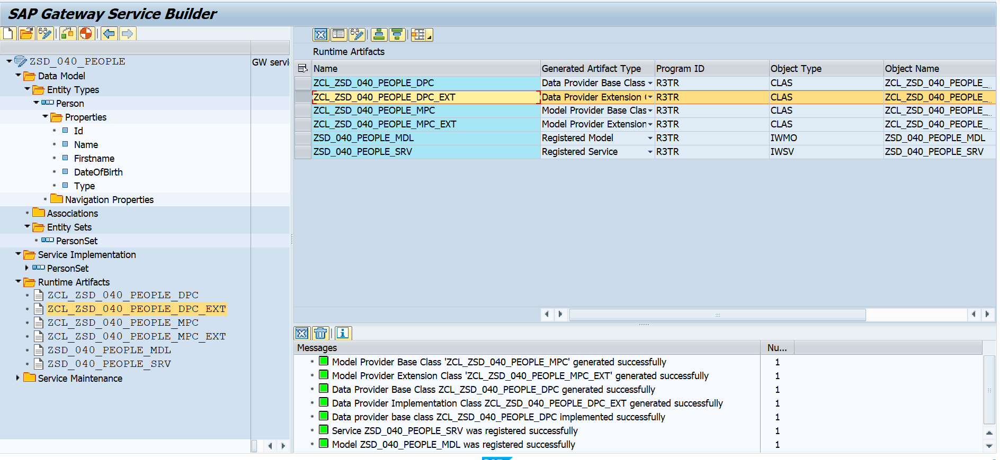 SAP Gateway Service Builder
ZSD_040_PEOPLE GW servi
Data Model
Entity Types
Person
Properties
Id
Name
Firstname
DateOfBirth
Type
Navigation Properties
Associations
Entity Sets
PersonSet
Service Implementation
PersonSet
Runtime Artifacts
ZCL_ZSD_040_PEOPLE_DPC
ZCL_ZSD_040_PEOPLE_DPC_EXT
ZCL_ZSD_040_PEOPLE_MPC
ZCL_ZSD_040_PEOPLE_MPC_EXT
ZSD_040_PEOPLE_MDL
ZSD_040_PEOPLE_SRV
Service Maintenance
Runtime Artifacts
Name Generated Artifact Type Program ID Object Type Object Name
ZCL_ZSD_040_PEOPLE_DPC Data Provider Base Class R3TR CLAS ZCL_ZSD_040_PEOPLE_...
ZCL_ZSD_040_PEOPLE_DPC_EXT Data Provider Extension ( R3TR CLAS ZCL_ZSD_040_PEOPLE_...
ZCL_ZSD_040_PEOPLE_MPC Model Provider Base Clas R3TR CLAS ZCL_ZSD_040_PEOPLE_...
ZCL_ZSD_040_PEOPLE_MPC_EXT Model Provider Extension R3TR CLAS ZCL_ZSD_040_PEOPLE_...
ZSD_040_PEOPLE_MDL Registered Model R3TR IWMO ZSD_040_PEOPLE_MDL
ZSD_040_PEOPLE_SRV Registered Service R3TR IWSV ZSD_040_PEOPLE_SRV
Messages Nu...
Model Provider Base Class 'ZCL_ZSD_040_PEOPLE_MPC' generated successfully 1
Model Provider Extension Class 'ZCL_ZSD_040_PEOPLE_MPC_EXT' generated successfully 1
Data Provider Base Class ZCL_ZSD_040_PEOPLE_DPC generated successfully 1
Data Provider Implementation Class ZCL_ZSD_040_PEOPLE_DPC_EXT generated successfully 1
Data provider base class ZCL_ZSD_040_PEOPLE_DPC implemented successfully 1
Service ZSD_040_PEOPLE_SRV was registered successfully 1
Model ZSD_040_PEOPLE_MDL was registered successfully 1